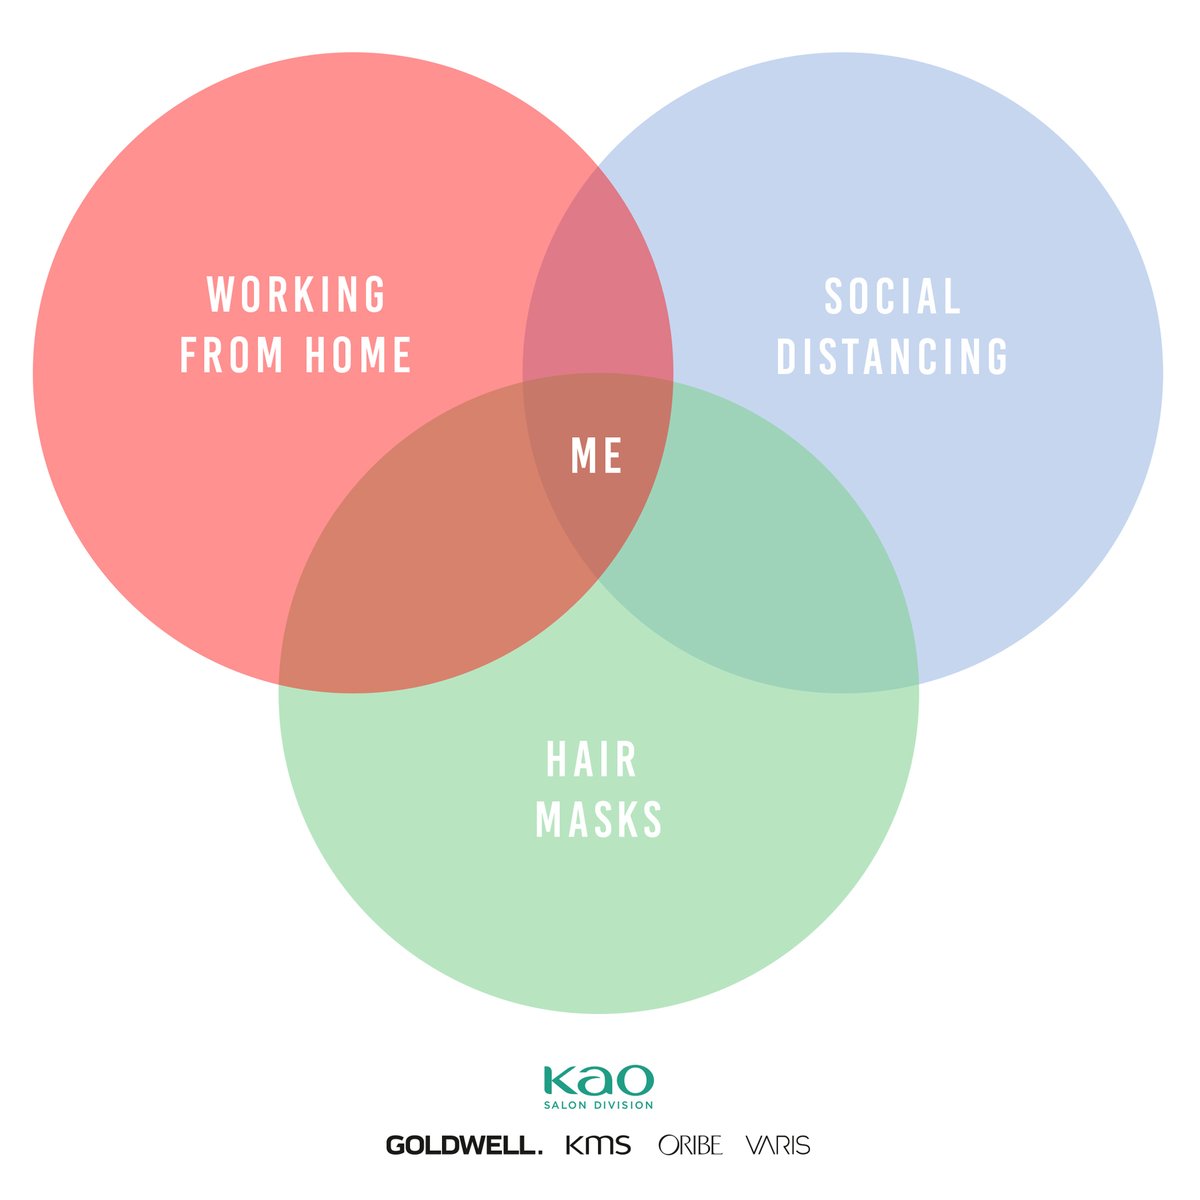 WORKING
FROM HOME
SOCIAL
DISTANCING
ME
HAIR
MASKS
Kao
SALON DIVISION
GOLDWELL. KMS ORIBE VARIS